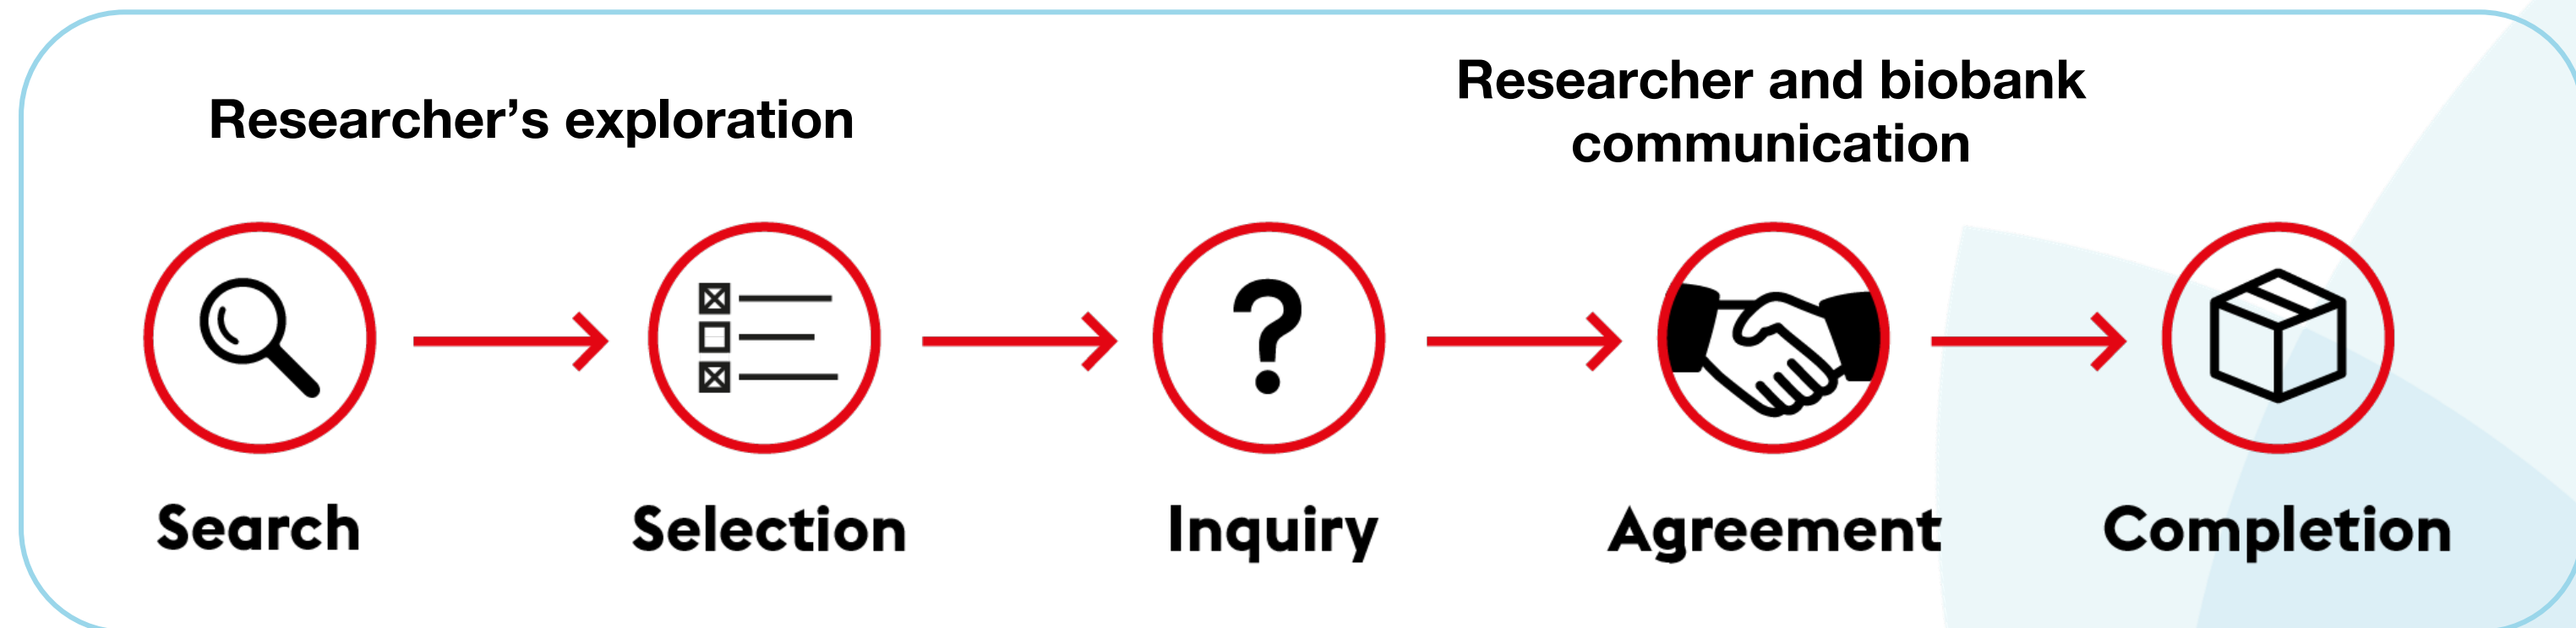 Researcher’s exploration
Researcher and biobank
communication
Search
Selection
Inquiry
Agreement
Completion